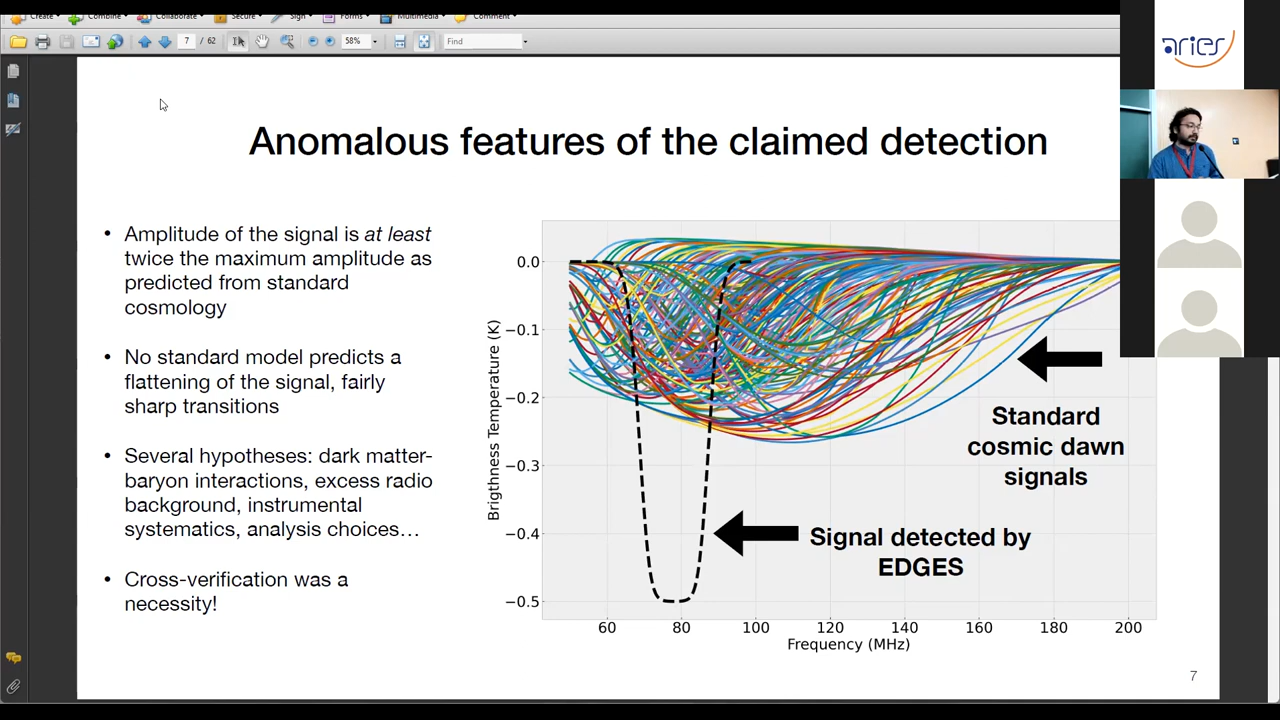 Create
Combine
Collaborate
Secure
Sign
Forms
Multimedia
Comment
7 / 62
58%
Find
aries
Anomalous features of the claimed detection
• Amplitude of the signal is at least
twice the maximum amplitude as
predicted from standard
cosmology
• No standard model predicts a
flattening of the signal, fairly
sharp transitions
• Several hypotheses: dark matter-
baryon interactions, excess radio
background, instrumental
systematics, analysis choices…
• Cross-verification was a
necessity!
Brigthness Temperature (K)
0.0
−0.1
−0.2
−0.3
−0.4
−0.5
Standard
cosmic dawn
signals
Signal detected by
EDGES
60 80 100 120 140 160 180 200
Frequency (MHz)
7